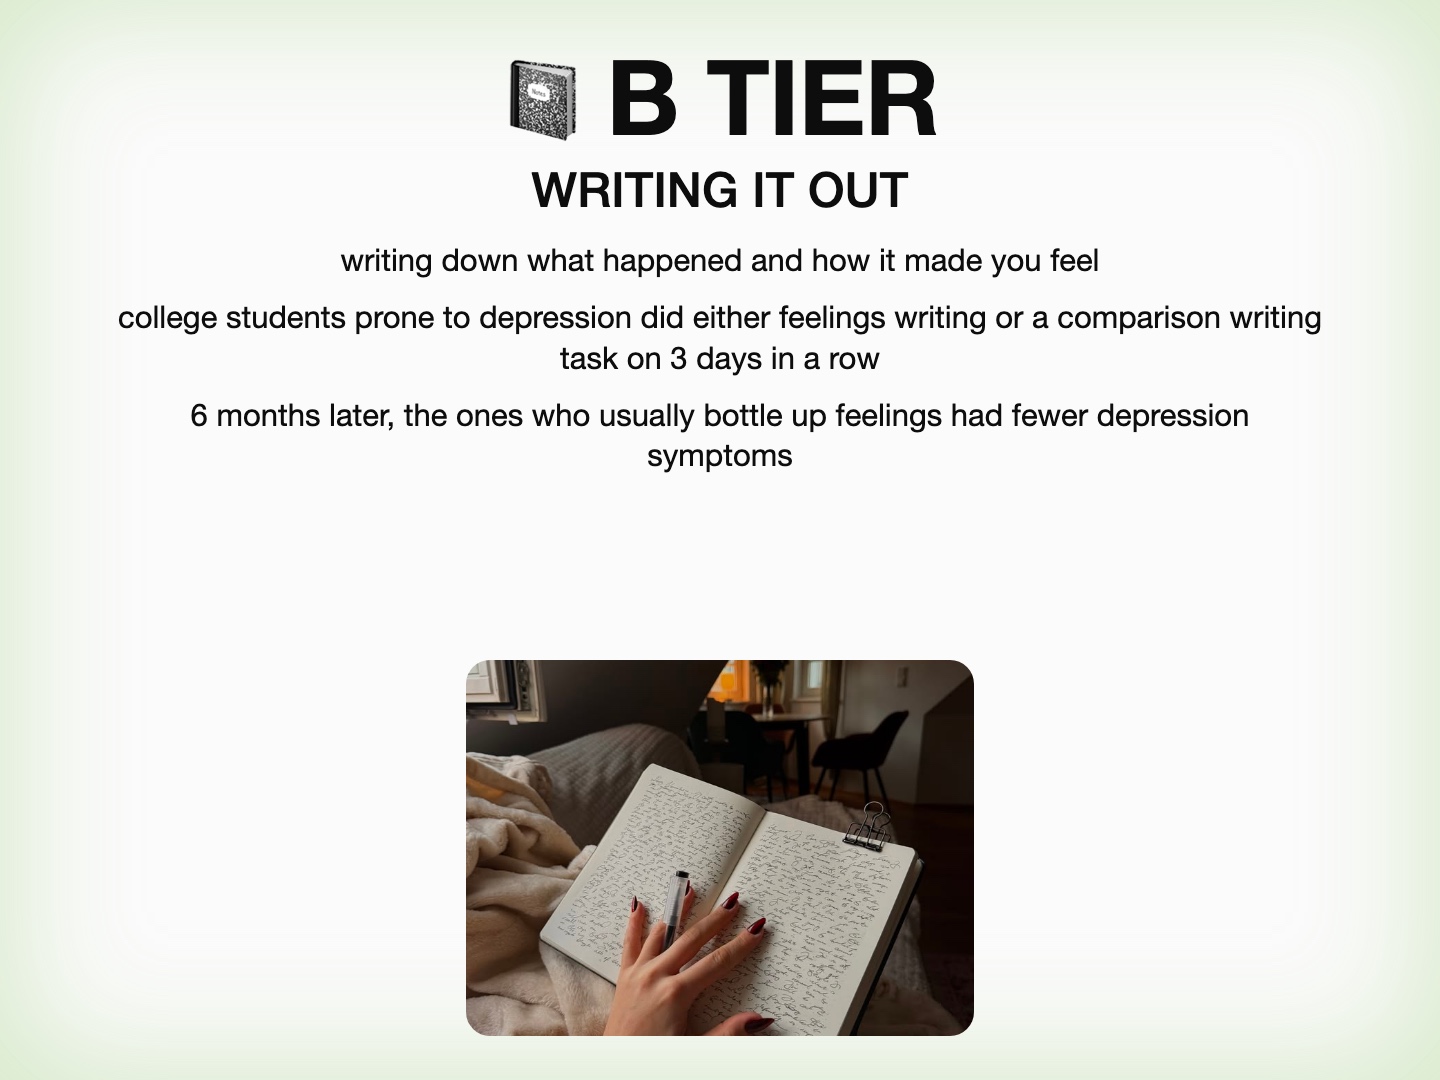 B TIER
WRITING IT OUT
writing down what happened and how it made you feel
college students prone to depression did either feelings writing or a comparison writing
task on 3 days in a row
6 months later, the ones who usually bottle up feelings had fewer depression
symptoms